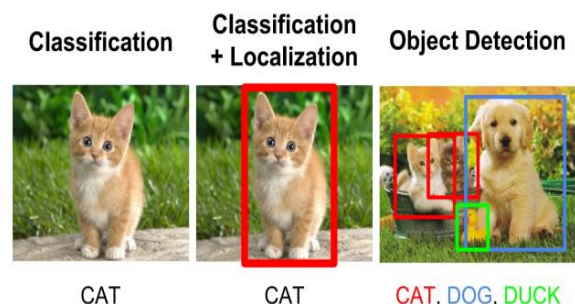 Classification
Classification
+ Localization
Object Detection
CAT
CAT
CAT, DOG, DUCK